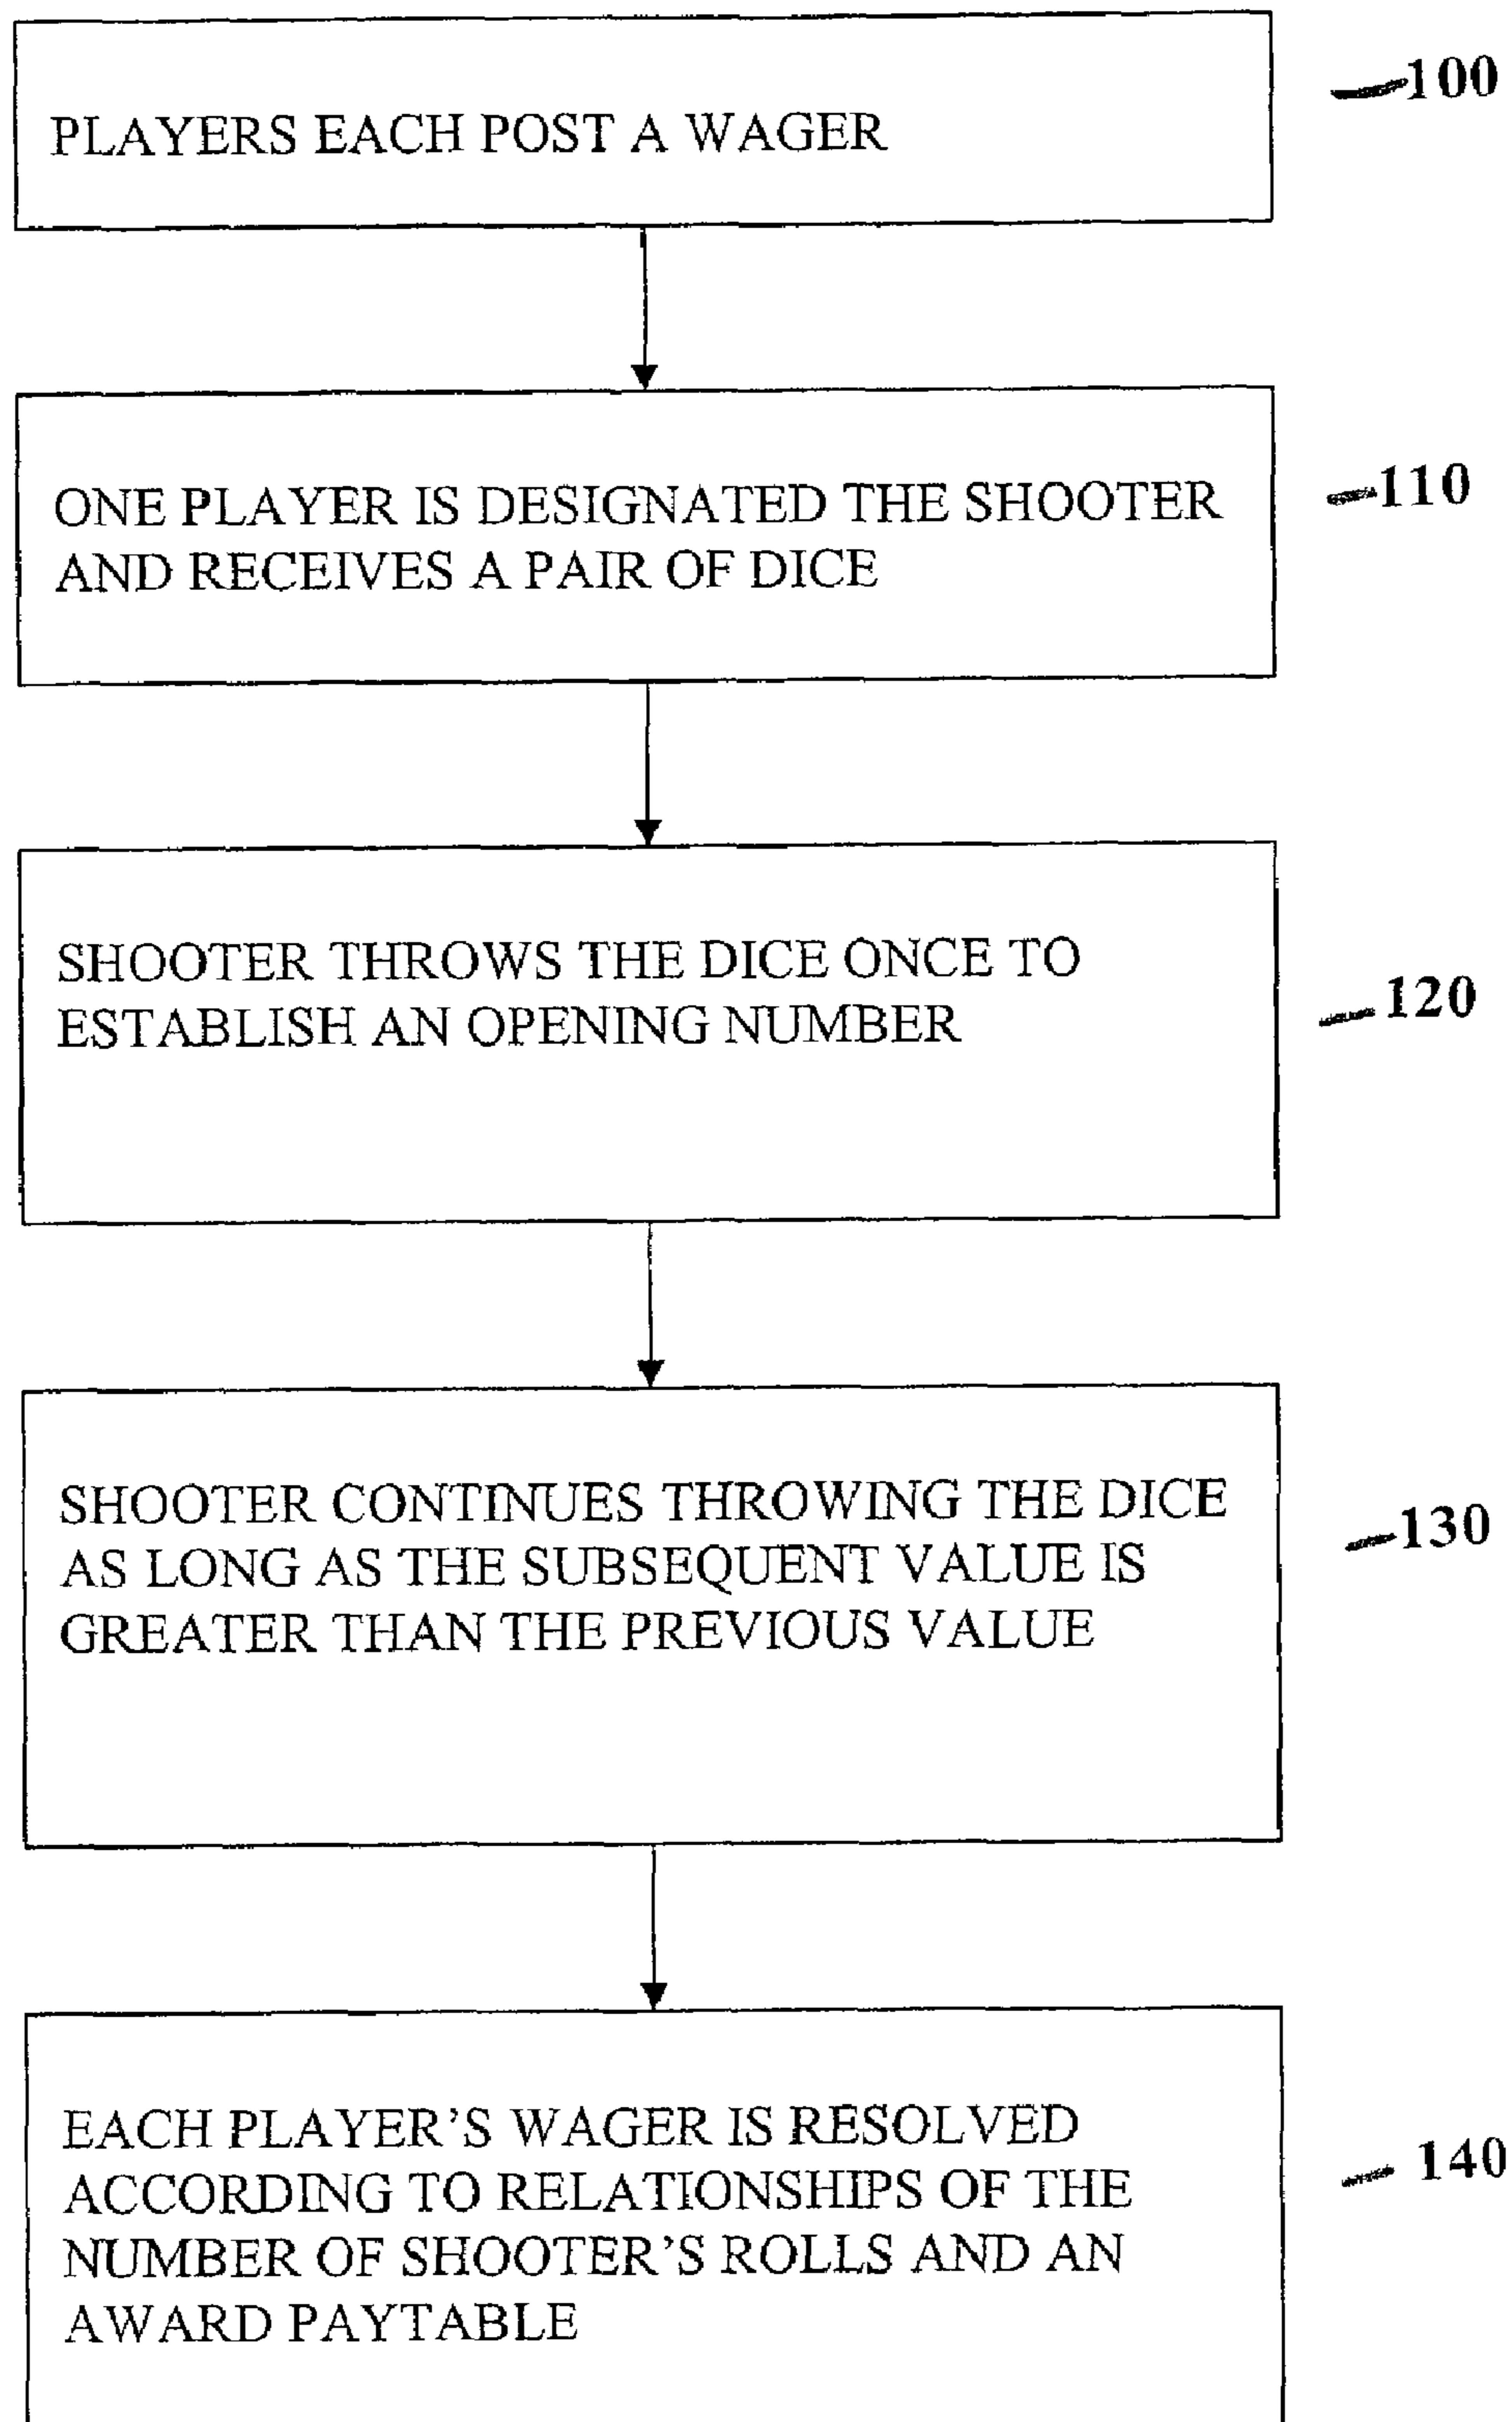 PLAYERS EACH POST A WAGER
100
ONE PLAYER IS DESIGNATED THE SHOOTER
AND RECEIVES A PAIR OF DICE
110
SHOOTER THROWS THE DICE ONCE TO
ESTABLISH AN OPENING NUMBER
120
SHOOTER CONTINUES THROWING THE DICE
AS LONG AS THE SUBSEQUENT VALUE IS
GREATER THAN THE PREVIOUS VALUE
130
EACH PLAYER'S WAGER IS RESOLVED
ACCORDING TO RELATIONSHIPS OF THE
NUMBER OF SHOOTER'S ROLLS AND AN
AWARD PAYTABLE
140